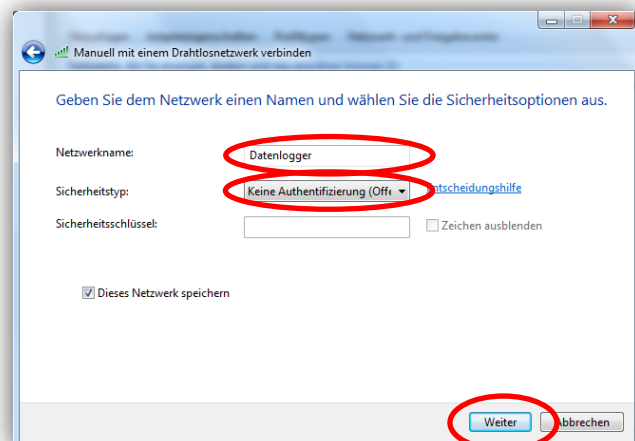 Manuell mit einem Drahtlosnetzwerk verbinden
Geben Sie dem Netzwerk einen Namen und wählen Sie die Sicherheitsoptionen aus.
Netzwerkname:
Datenlogger
Sicherheitstyp:
Keine Authentifizierung (Offe
Entscheidungshilfe
Sicherheitsschlüssel:
Zeichen ausblenden
Dieses Netzwerk speichern
Weiter
Abbrechen